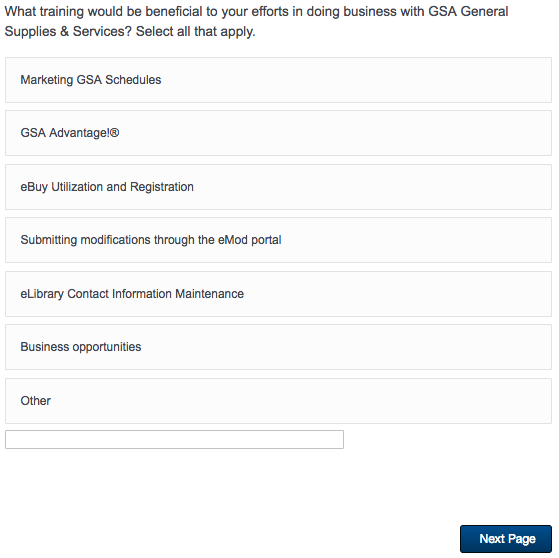 What training would be beneficial to your efforts in doing business with GSA General
Supplies & Services? Select all that apply.
Marketing GSA Schedules
GSA Advantage!®
eBuy Utilization and Registration
Submitting modifications through the eMod portal
eLibrary Contact Information Maintenance
Business opportunities
Other
Next Page